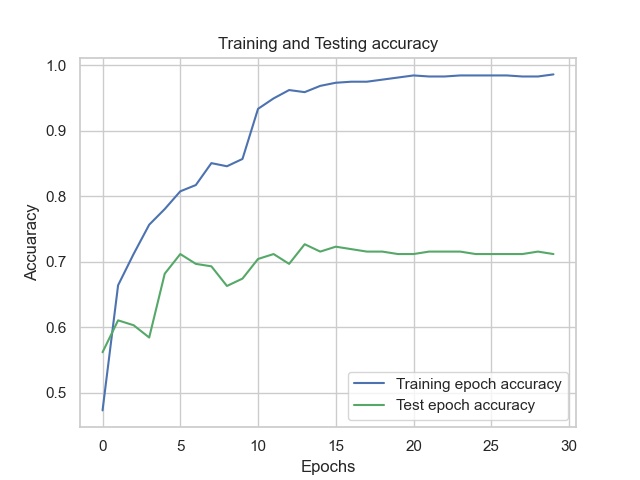 Training and Testing accuracy
1.0
0.9
0.8
0.7
0.6
0.5
Accuaracy
0 5 10 15 20 25 30
Epochs
Training epoch accuracy
Test epoch accuracy